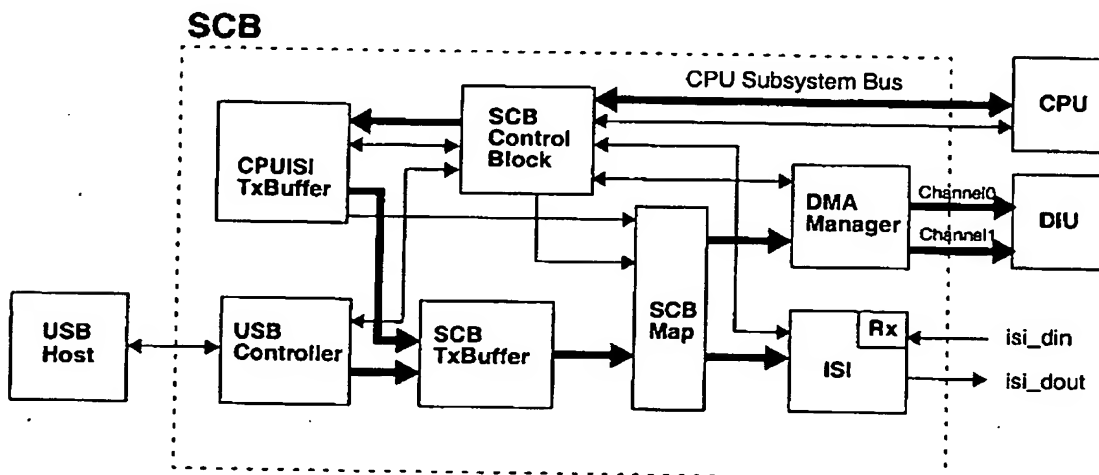 SCB
CPU Subsystem Bus
CPU
SCB
Control
Block
CPUISI
TxBuffer
DMA
Manager
Channel0
Channel1
DIU
USB
Host
USB
Controller
SCB
TxBuffer
SCB
Map
Rx
ISI
isi_din
isi_dout